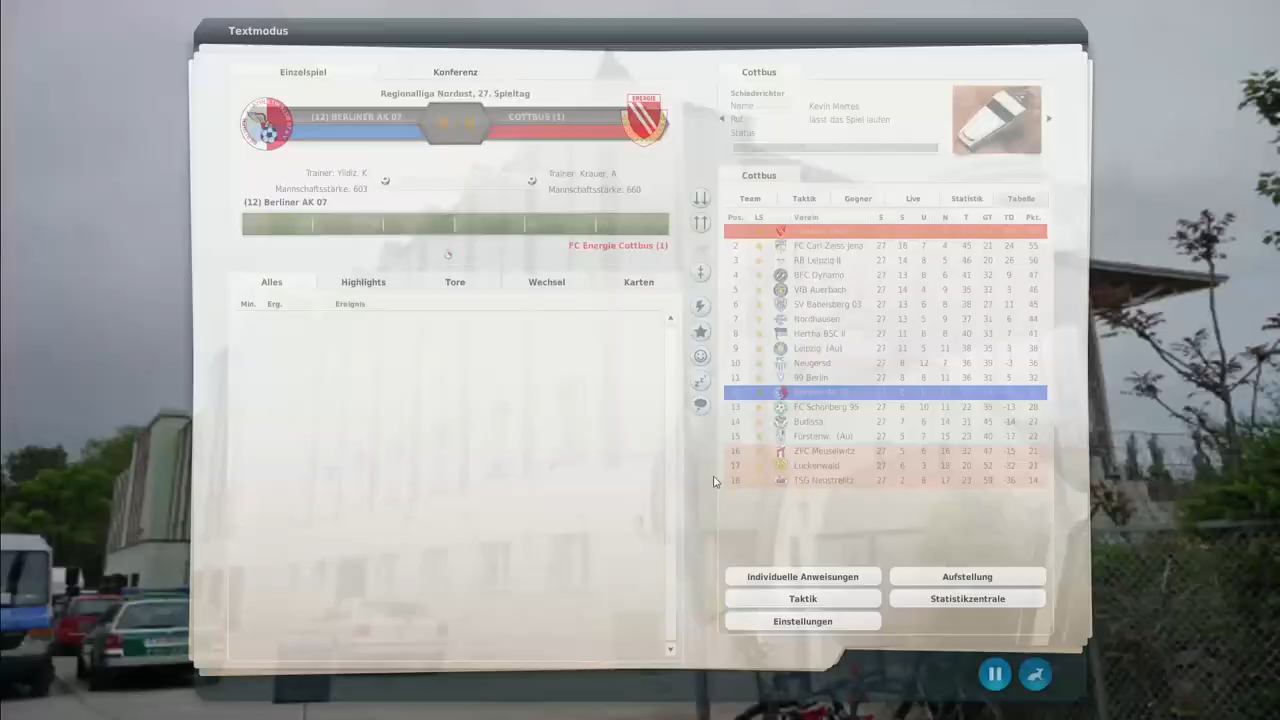 Textmodus
Einzelspiel Konferenz
Regionalliga Nordost, 27. Spieltag
(12) BERLINER AK 07 COTTBUS (1)
ENERGIE
Trainer: Yildiz, K Trainer: Krauer, A
Mannschaftsstärke: 603 Mannschaftsstärke: 660
(12) Berliner AK 07
FC Energie Cottbus (1)
Alles Highlights Tore Wechsel Karten
Min. Erg. Ereignis
Cottbus
Schiedsrichter
Name Kevin Mertes
Ruf lässt das Spiel laufen
Status
Cottbus
Team Taktik Gegner Live Statistik Tabelle
Pos. LS Verein S S U N T GT TD Pkt.
2 FC Carl Zeiss Jena 27 16 7 4 45 21 24 55
3 RB Leipzig II 27 14 8 5 46 20 26 50
4 BFC Dynamo 27 13 8 6 41 32 9 47
5 VfB Auerbach 27 14 4 9 35 32 3 46
6 SV Babelsberg 03 27 13 6 8 38 27 11 45
7 Nordhausen 27 13 5 9 37 31 6 44
8 Hertha BSC II 27 11 8 8 40 33 7 41
9 Leipzig (Au) 27 11 5 11 38 35 3 38
10 Neugersd. 27 8 12 7 36 39 -3 36
11 99 Berlin 27 8 8 11 36 31 5 32
13 FC Schönberg 95 27 6 10 11 22 35 -13 28
14 Budissa 27 7 6 14 31 45 -14 27
15 Fürstenw. (Au) 27 5 7 15 23 40 -17 22
16 ZFC Meuselwitz 27 5 6 16 32 47 -15 21
17 Luckenwald 27 6 3 18 20 52 -32 21
18 TSG Neustrelitz 27 2 8 17 23 59 -36 14
Individuelle Anweisungen Aufstellung
Taktik Statistikzentrale
Einstellungen